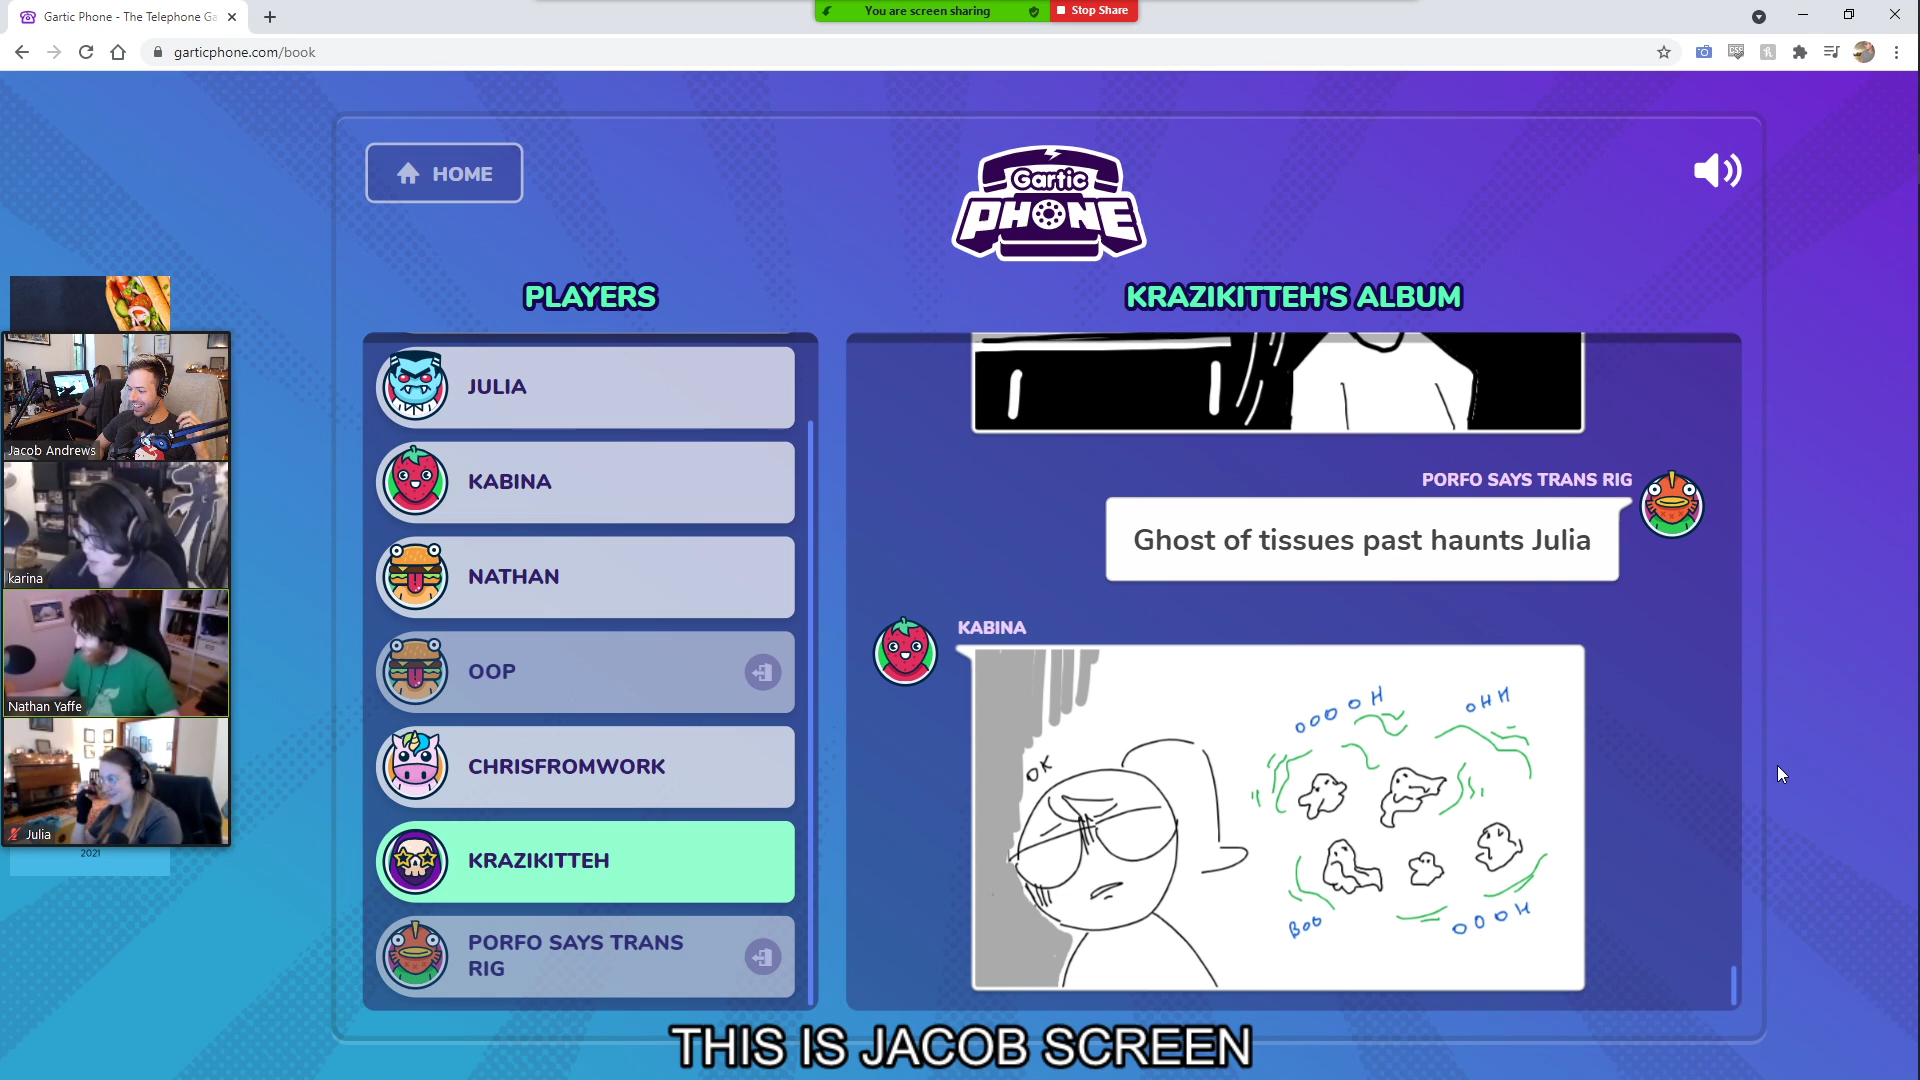 Gartic Phone - The Telephone Ga
You are screen sharing
Stop Share
garticphone.com/book
HOME
Gartic
PHONE
PLAYERS
KRAZIKITTEH'S ALBUM
JULIA
KABINA
NATHAN
OOP
CHRISFROMWORK
KRAZIKITTEH
PORFO SAYS TRANS
RIG
Jacob Andrews
karina
Nathan Yaffe
Julia
2021
PORFO SAYS TRANS RIG
Ghost of tissues past haunts Julia
KABINA
OK
OOOOH
OHH
BOO
OOOH
THIS IS JACOB SCREEN